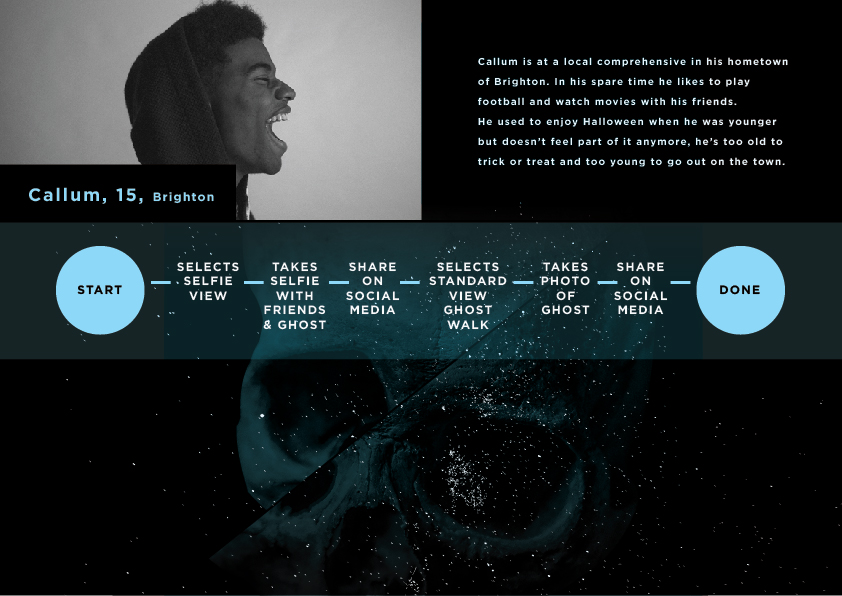 Callum is at a local comprehensive in his hometown
of Brighton. In his spare time he likes to play
football and watch movies with his friends.
He used to enjoy Halloween when he was younger
but doesn't feel part of it anymore, he's too old to
trick or treat and too young to go out on the town.
Callum, 15, Brighton
START
SELECTS
SELFIE
VIEW
TAKES
SELFIE
WITH
FRIENDS
& GHOST
SHARE
ON
SOCIAL
MEDIA
SELECTS
STANDARD
VIEW
GHOST
WALK
TAKES
PHOTO
OF
GHOST
SHARE
ON
SOCIAL
MEDIA
DONE